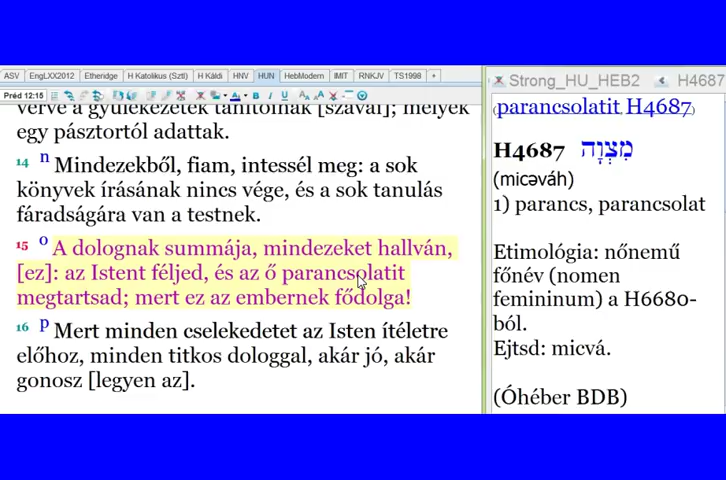 ASV EngLXX2012 Etheridge H Katolikus (SztI) H Káldi HNV HUN HebModern IMIT RNKJV TS1998 +
Préd 12:15
verve a gyülekezetek tanítóinak [szavai]; melyek
egy pásztortól adattak.
14 n Mindezekből, fiam, intessél meg: a sok
könyvek írásának nincs vége, és a sok tanulás
fáradságára van a testnek.
15 o A dolognak summája, mindezeket hallván,
[ez]: az Istent féljed, és az ő parancsolatit
megtartsad; mert ez az embernek fődolga!
16 p Mert minden cselekedetet az Isten ítéletre
előhoz, minden titkos dologgal, akár jó, akár
gonosz [legyen az].
Strong_HU_HEB2 H4687
(parancsolatit, H4687)
H4687 מִצְוָה
(micəváh)
1) parancs, parancsolat
Etimológia: nőnemű
főnév (nomen
femininum) a H6680-
ból.
Ejtsd: micvá.
(Óhéber BDB)